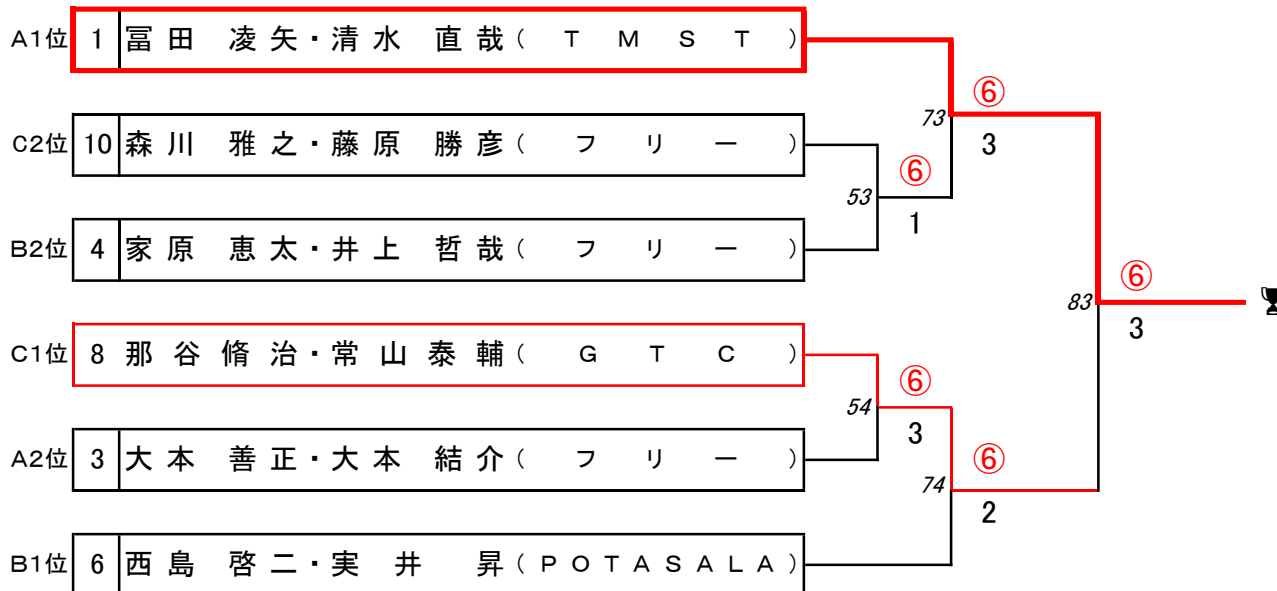 A1位 1 冨田 凌矢・清水 直哉 ( TMST )
⑥
73
3
C2位 10 森川 雅之・藤原 勝彦 ( フリー )
⑥
53
1
B2位 4 家原 恵太・井上 哲哉 ( フリー )
⑥
83
3
C1位 8 那谷 脩治・常山 泰輔 ( GTC )
⑥
54
3
A2位 3 大本 善正・大本 結介 ( フリー )
⑥
74
2
B1位 6 西島 啓二・実井 昇 ( POTASALA )